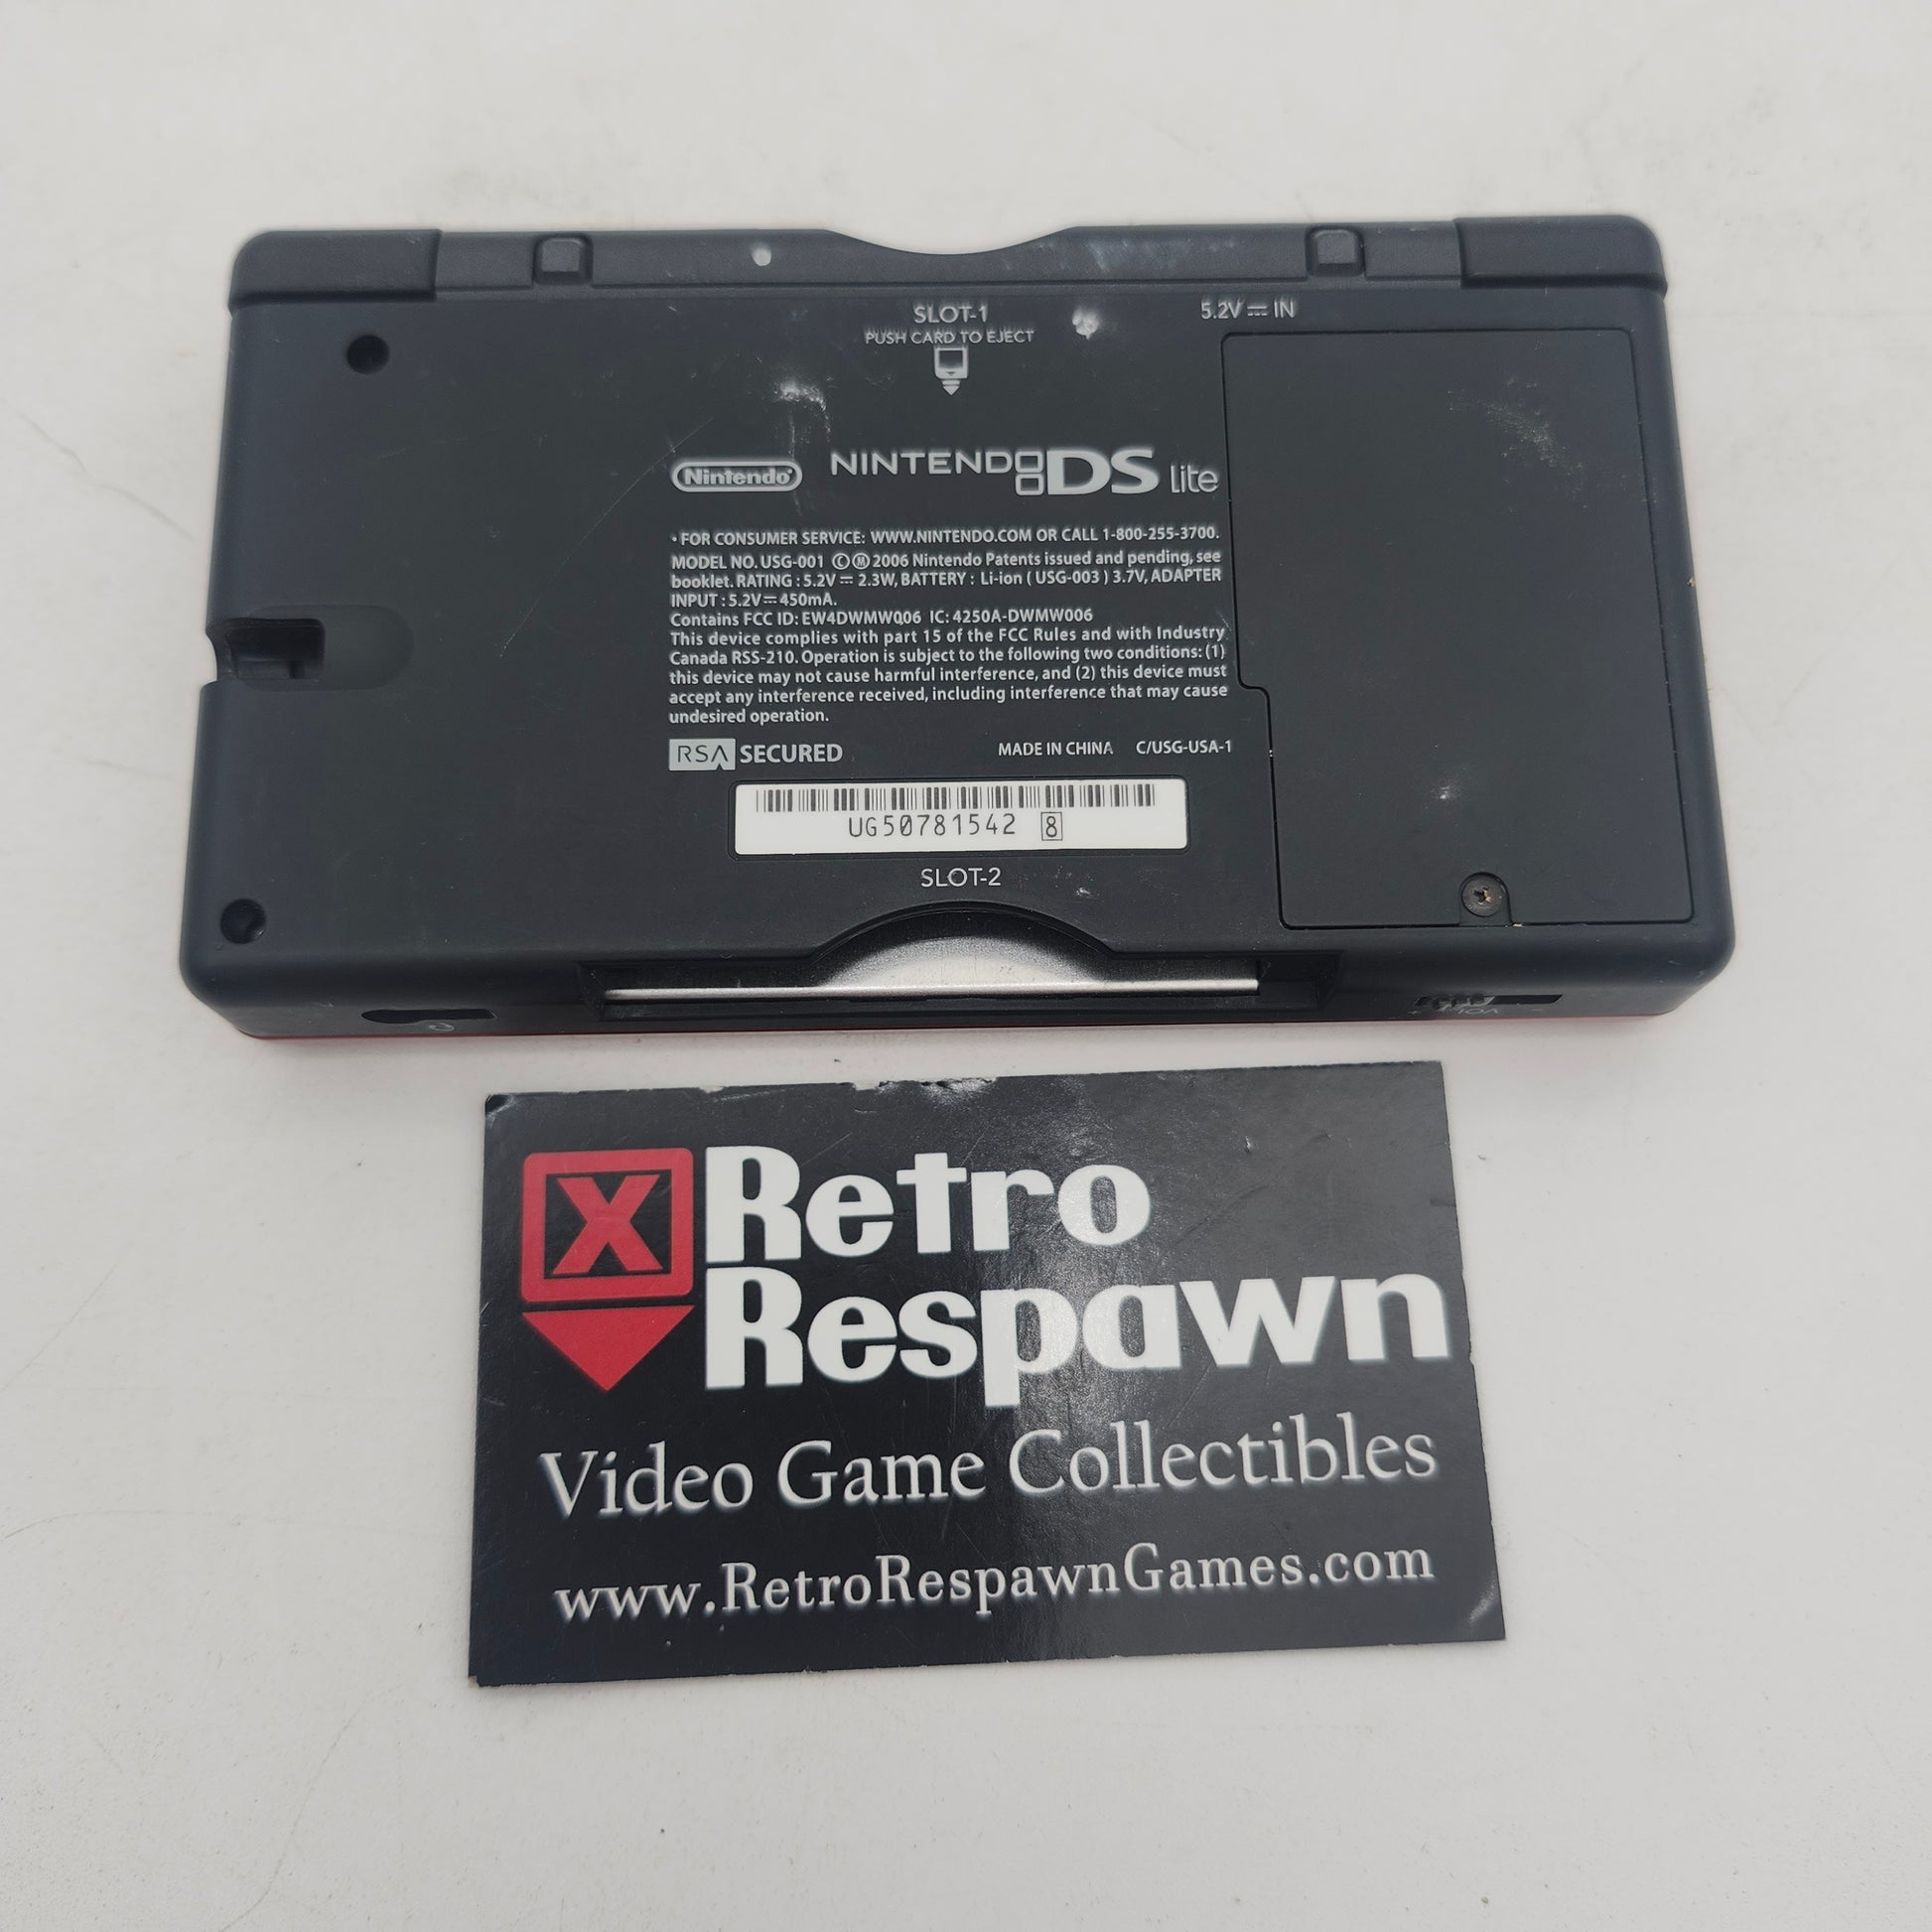 SLOT-1
PUSH CARD TO EJECT
5.2V ⎓ IN
Nintendo
NINTENDO DS Lite
• FOR CONSUMER SERVICE: WWW.NINTENDO.COM OR CALL 1-800-255-3700.
MODEL NO. USG-001 ⒸⓂ 2006 Nintendo Patents issued and pending, see
booklet. RATING : 5.2V ⎓ 2.3W, BATTERY : Li-ion ( USG-003 ) 3.7V, ADAPTER
INPUT : 5.2V ⎓ 450mA.
Contains FCC ID: EW4DWMW006 IC: 4250A-DWMW006
This device complies with part 15 of the FCC Rules and with Industry
Canada RSS-210. Operation is subject to the following two conditions: (1)
this device may not cause harmful interference, and (2) this device must
accept any interference received, including interference that may cause
undesired operation.
RSA SECURED
MADE IN CHINA C/USG-USA-1
UG50781542 8
SLOT-2
VOL
X
Retro
Respawn
Video Game Collectibles
www.RetroRespawnGames.com